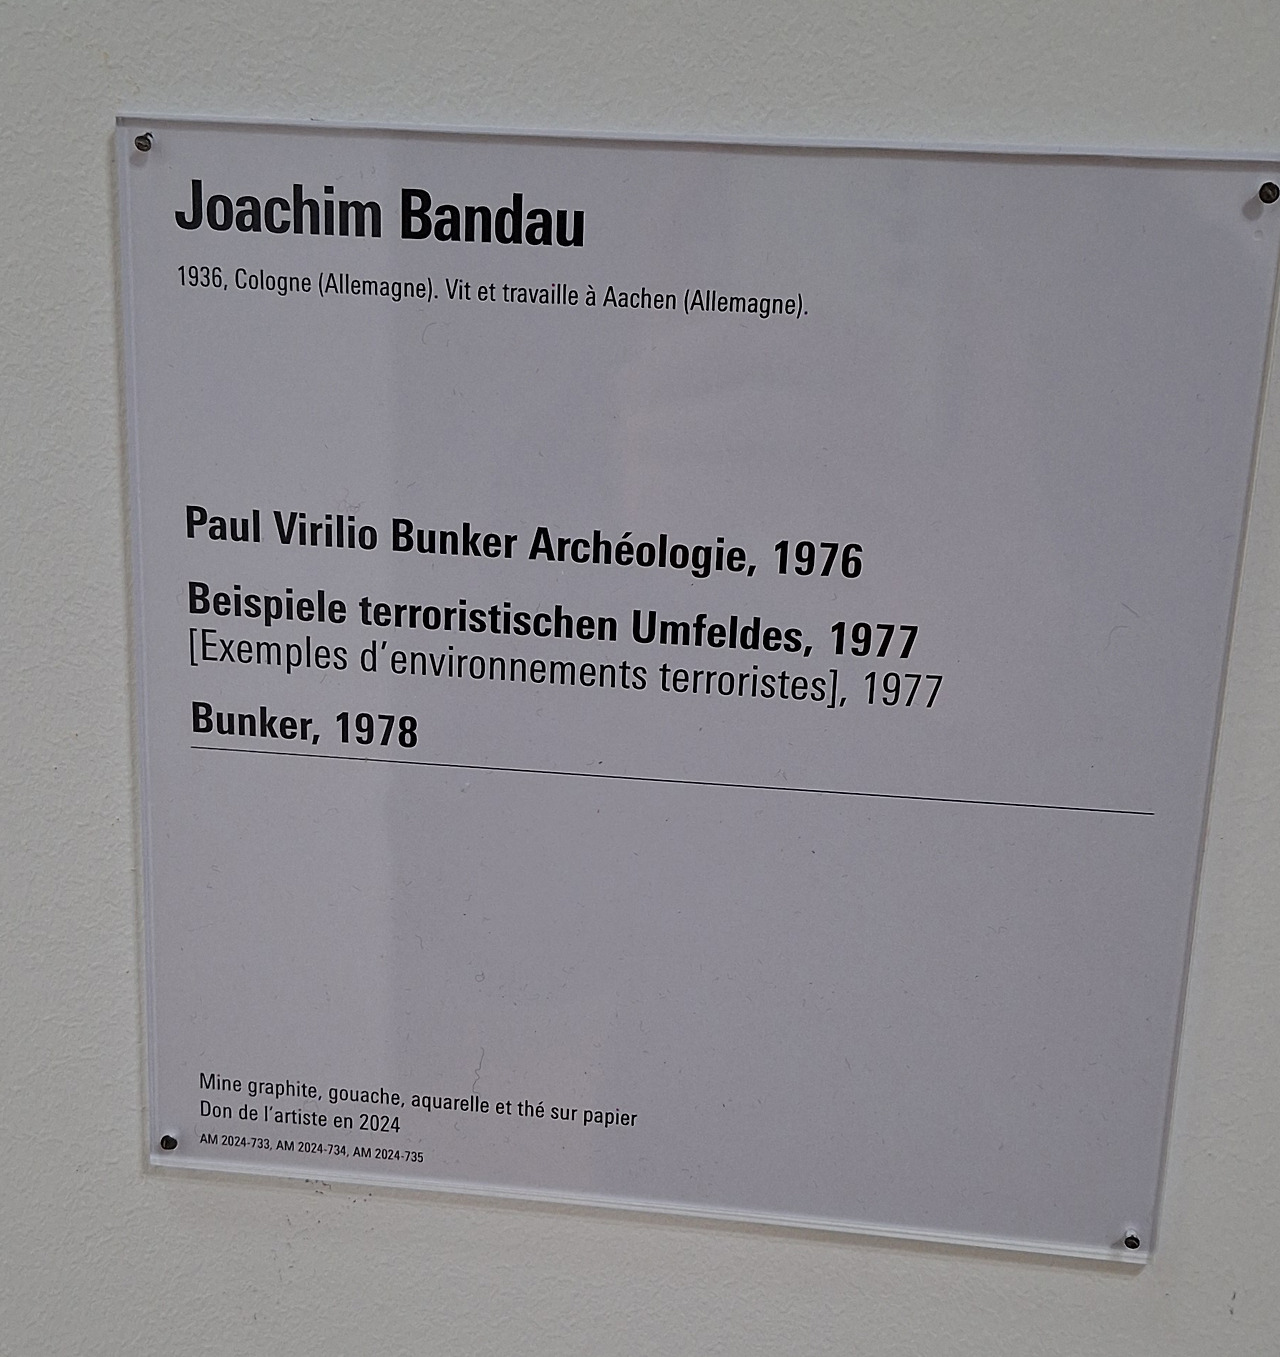 Joachim Bandau
1936, Cologne (Allemagne). Vit et travaille à Aachen (Allemagne).
Paul Virilio Bunker Archéologie, 1976
Beispiele terroristischen Umfeldes, 1977
[Exemples d’environnements terroristes], 1977
Bunker, 1978
Mine graphite, gouache, aquarelle et thé sur papier
Don de l’artiste en 2024
AM 2024-733, AM 2024-734, AM 2024-735